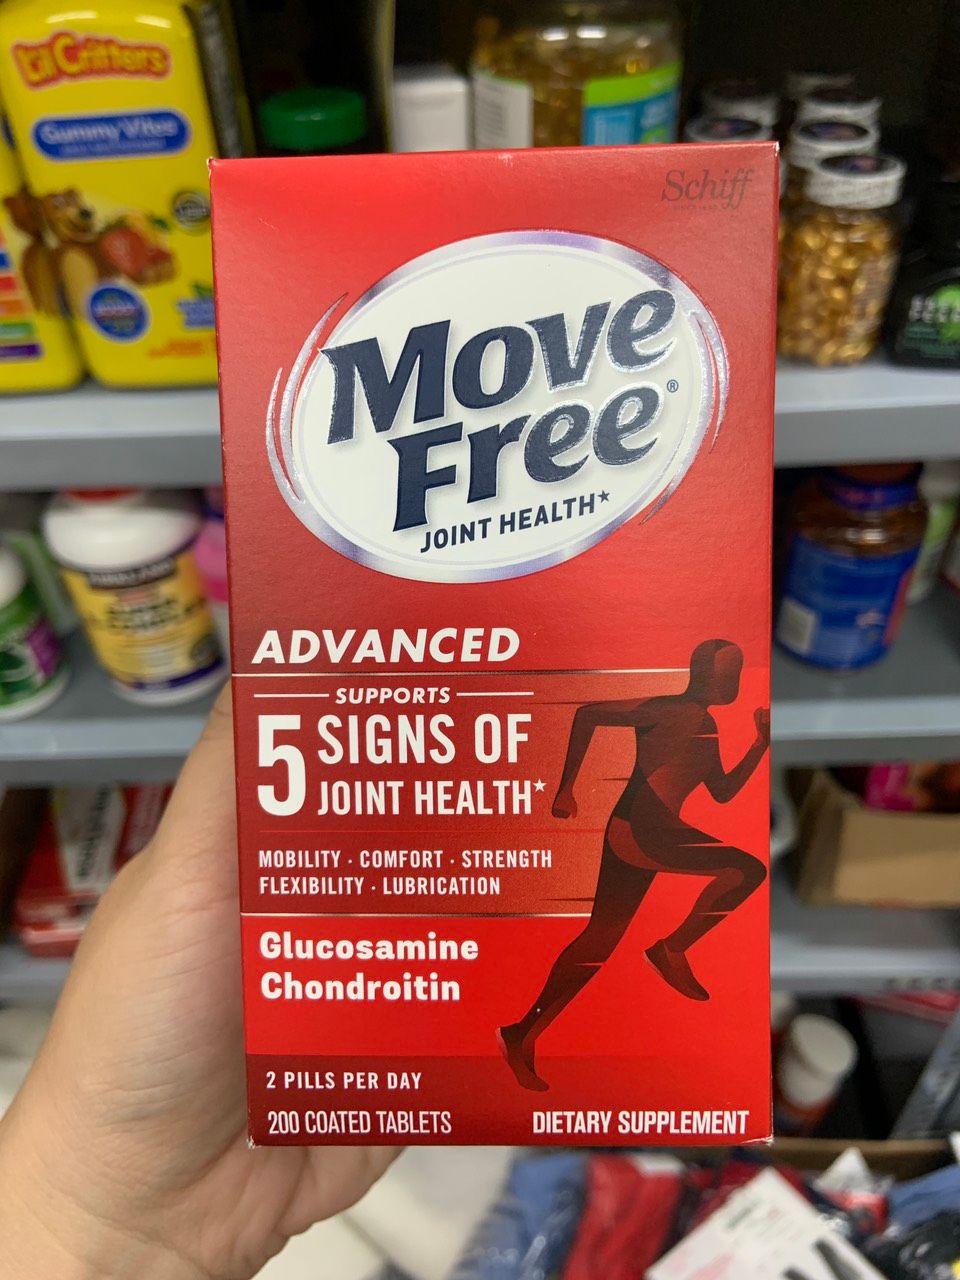 L'il Critters
Gummy Vites
Schiff
Move
Free®
JOINT HEALTH*
ADVANCED
SUPPORTS
5 SIGNS OF
JOINT HEALTH*
MOBILITY · COMFORT · STRENGTH
FLEXIBILITY · LUBRICATION
Glucosamine
Chondroitin
2 PILLS PER DAY
200 COATED TABLETS
DIETARY SUPPLEMENT